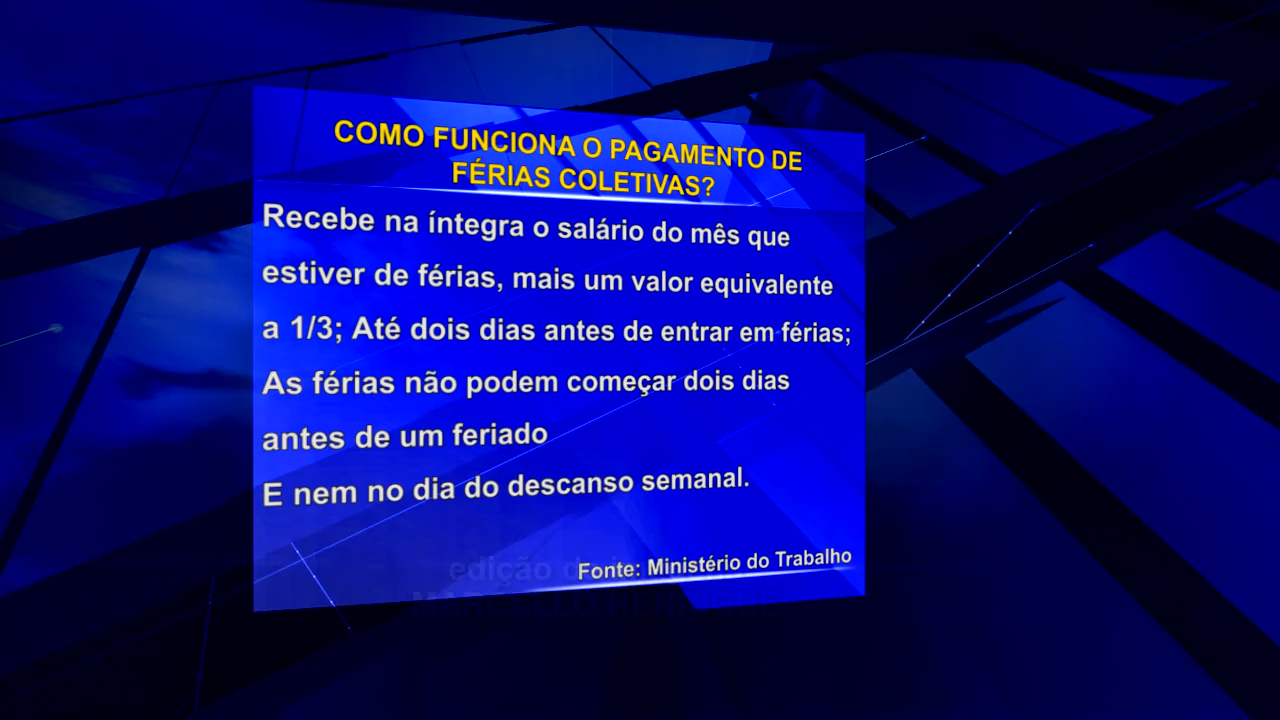 COMO FUNCIONA O PAGAMENTO DE
FÉRIAS COLETIVAS?
Recebe na íntegra o salário do mês que
estiver de férias, mais um valor equivalente
a 1/3; Até dois dias antes de entrar em férias;
As férias não podem começar dois dias
antes de um feriado
E nem no dia do descanso semanal.
Fonte: Ministério do Trabalho
edição